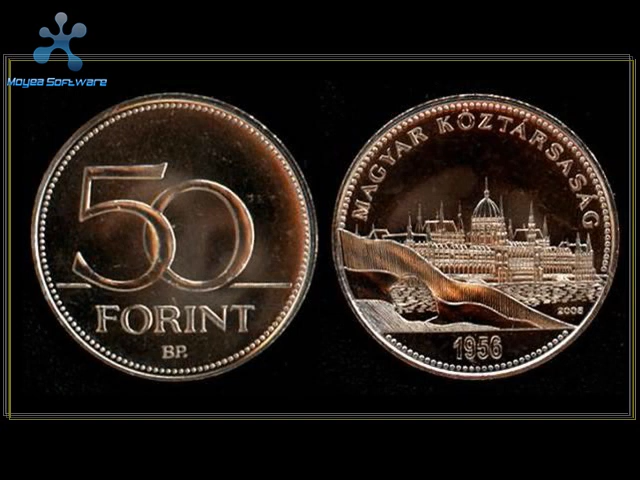 Moyea Software
50
FORINT
BP.
MAGYAR KÖZTÁRSASÁG
2006
1956